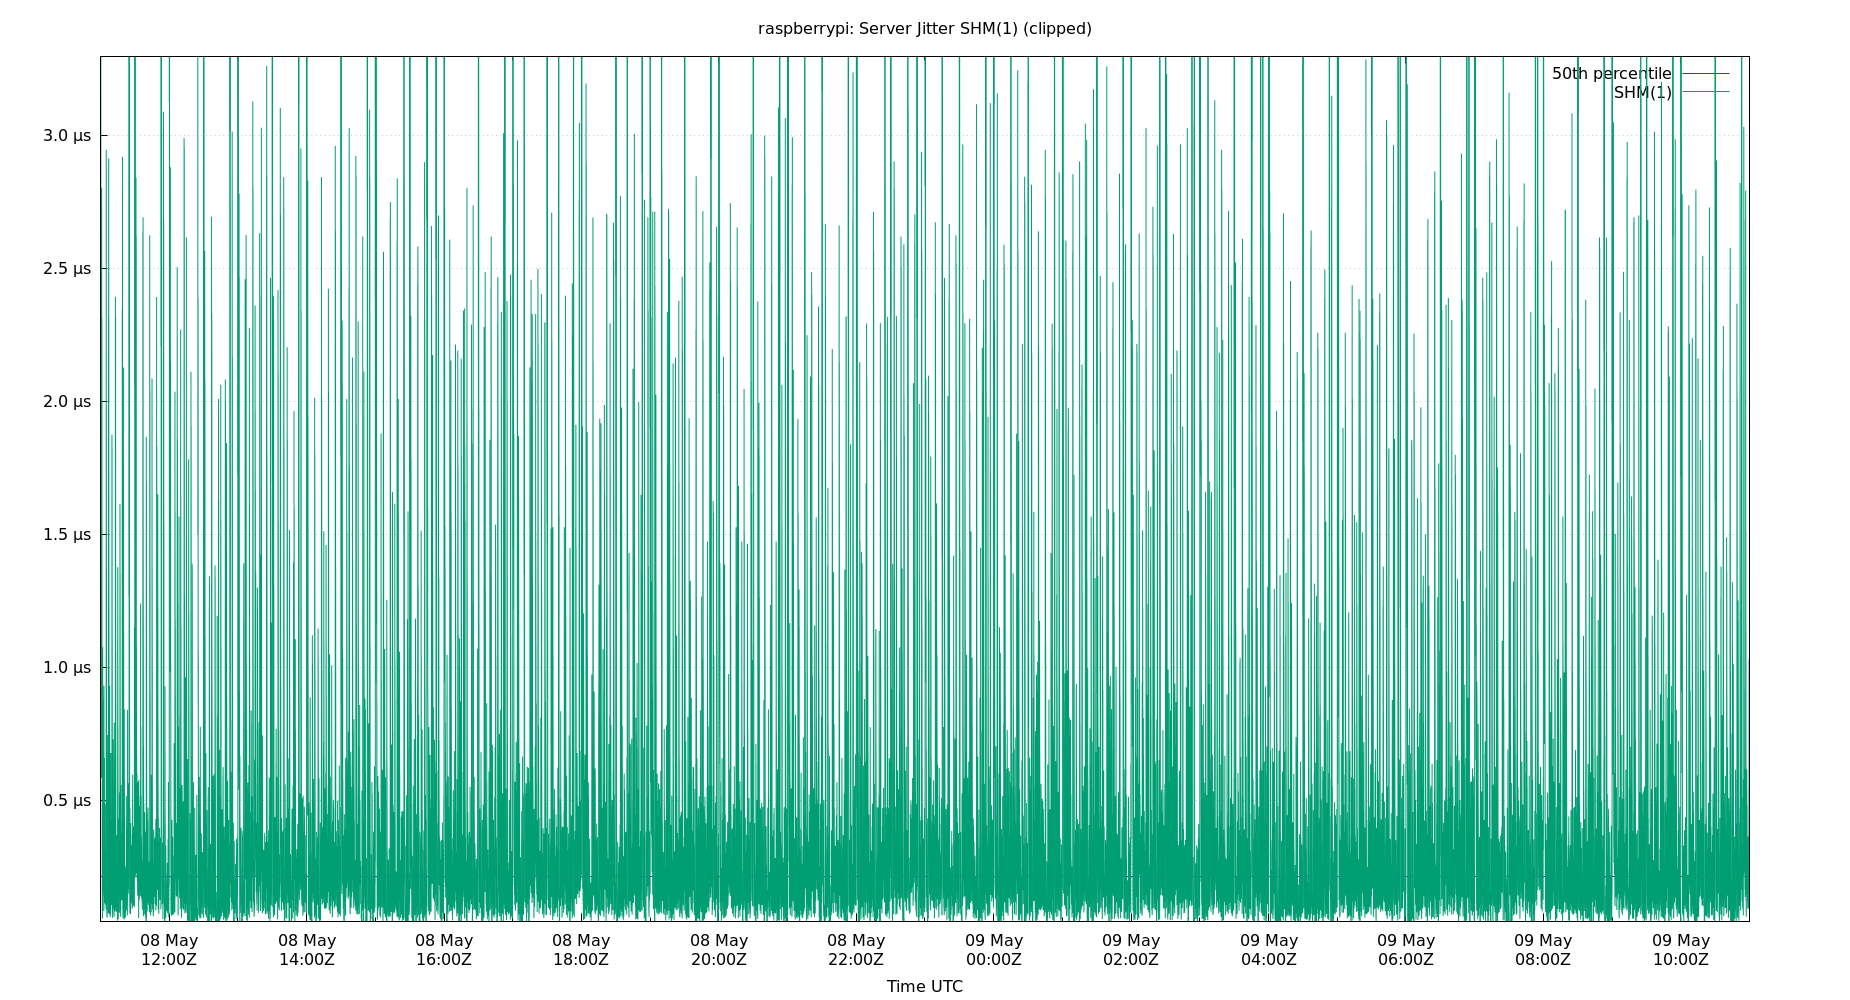 raspberrypi: Server Jitter SHM(1) (clipped)
50th percentile
SHM(1)
3.0 µs
2.5 µs
2.0 µs
1.5 µs
1.0 µs
0.5 µs
08 May 08 May 08 May 08 May 08 May 08 May 09 May 09 May 09 May 09 May 09 May 09 May
12:00Z 14:00Z 16:00Z 18:00Z 20:00Z 22:00Z 00:00Z 02:00Z 04:00Z 06:00Z 08:00Z 10:00Z
Time UTC